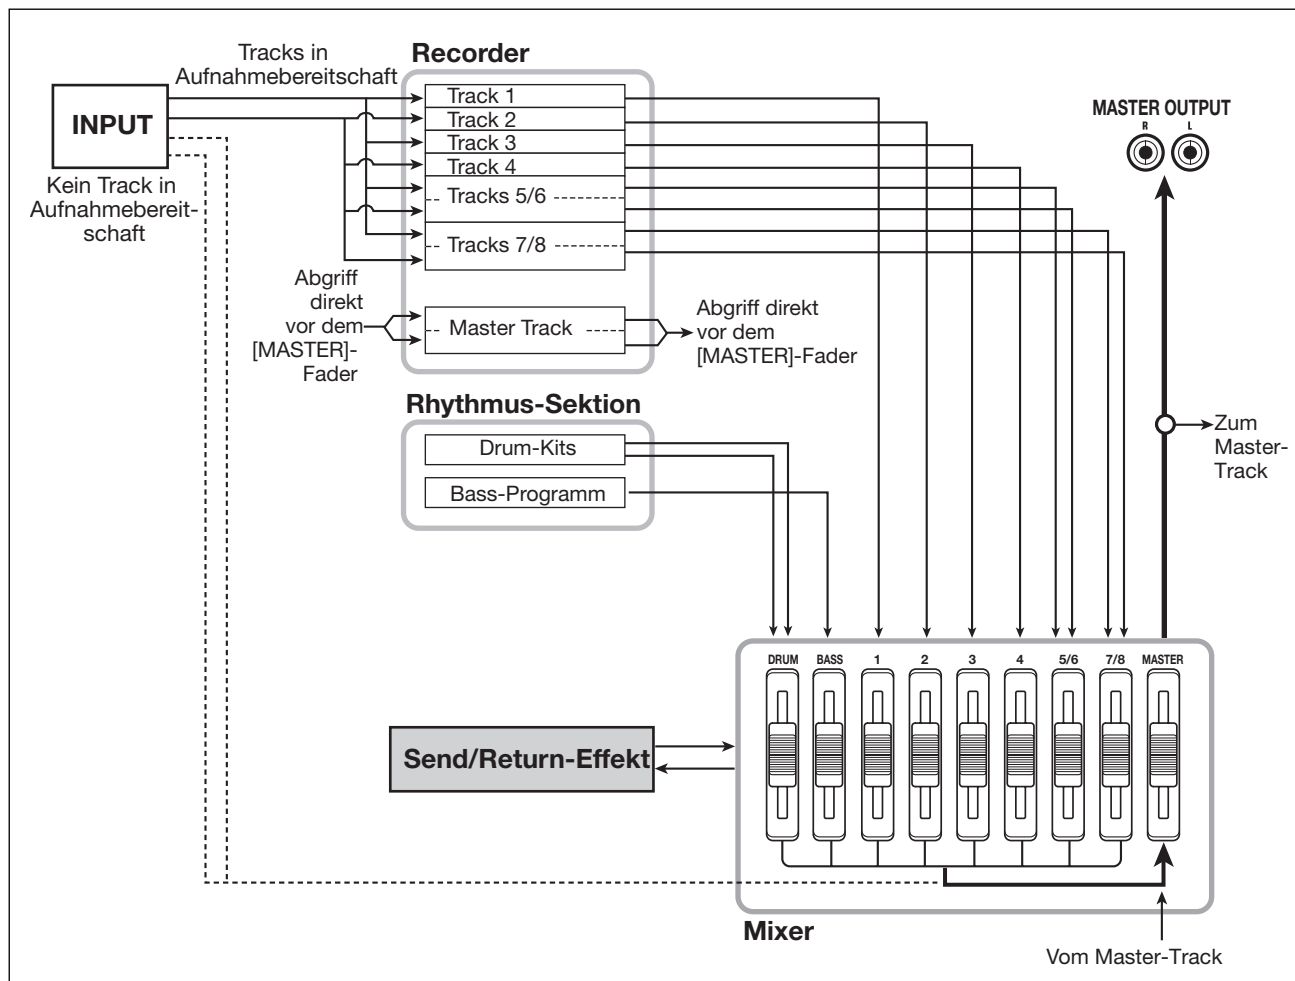 Recorder
Tracks in
Aufnahmebereitschaft
INPUT
Kein Track in
Aufnahmebereit-
schaft
Track 1
Track 2
Track 3
Track 4
Tracks 5/6
Tracks 7/8
Master Track
Abgriff
direkt
vor dem
[MASTER]-
Fader
Abgriff direkt
vor dem
[MASTER]-Fader
MASTER OUTPUT
R L
Zum
Master-
Track
Rhythmus-Sektion
Drum-Kits
Bass-Programm
DRUM BASS 1 2 3 4 5/6 7/8 MASTER
Send/Return-Effekt
Mixer
Vom Master-Track